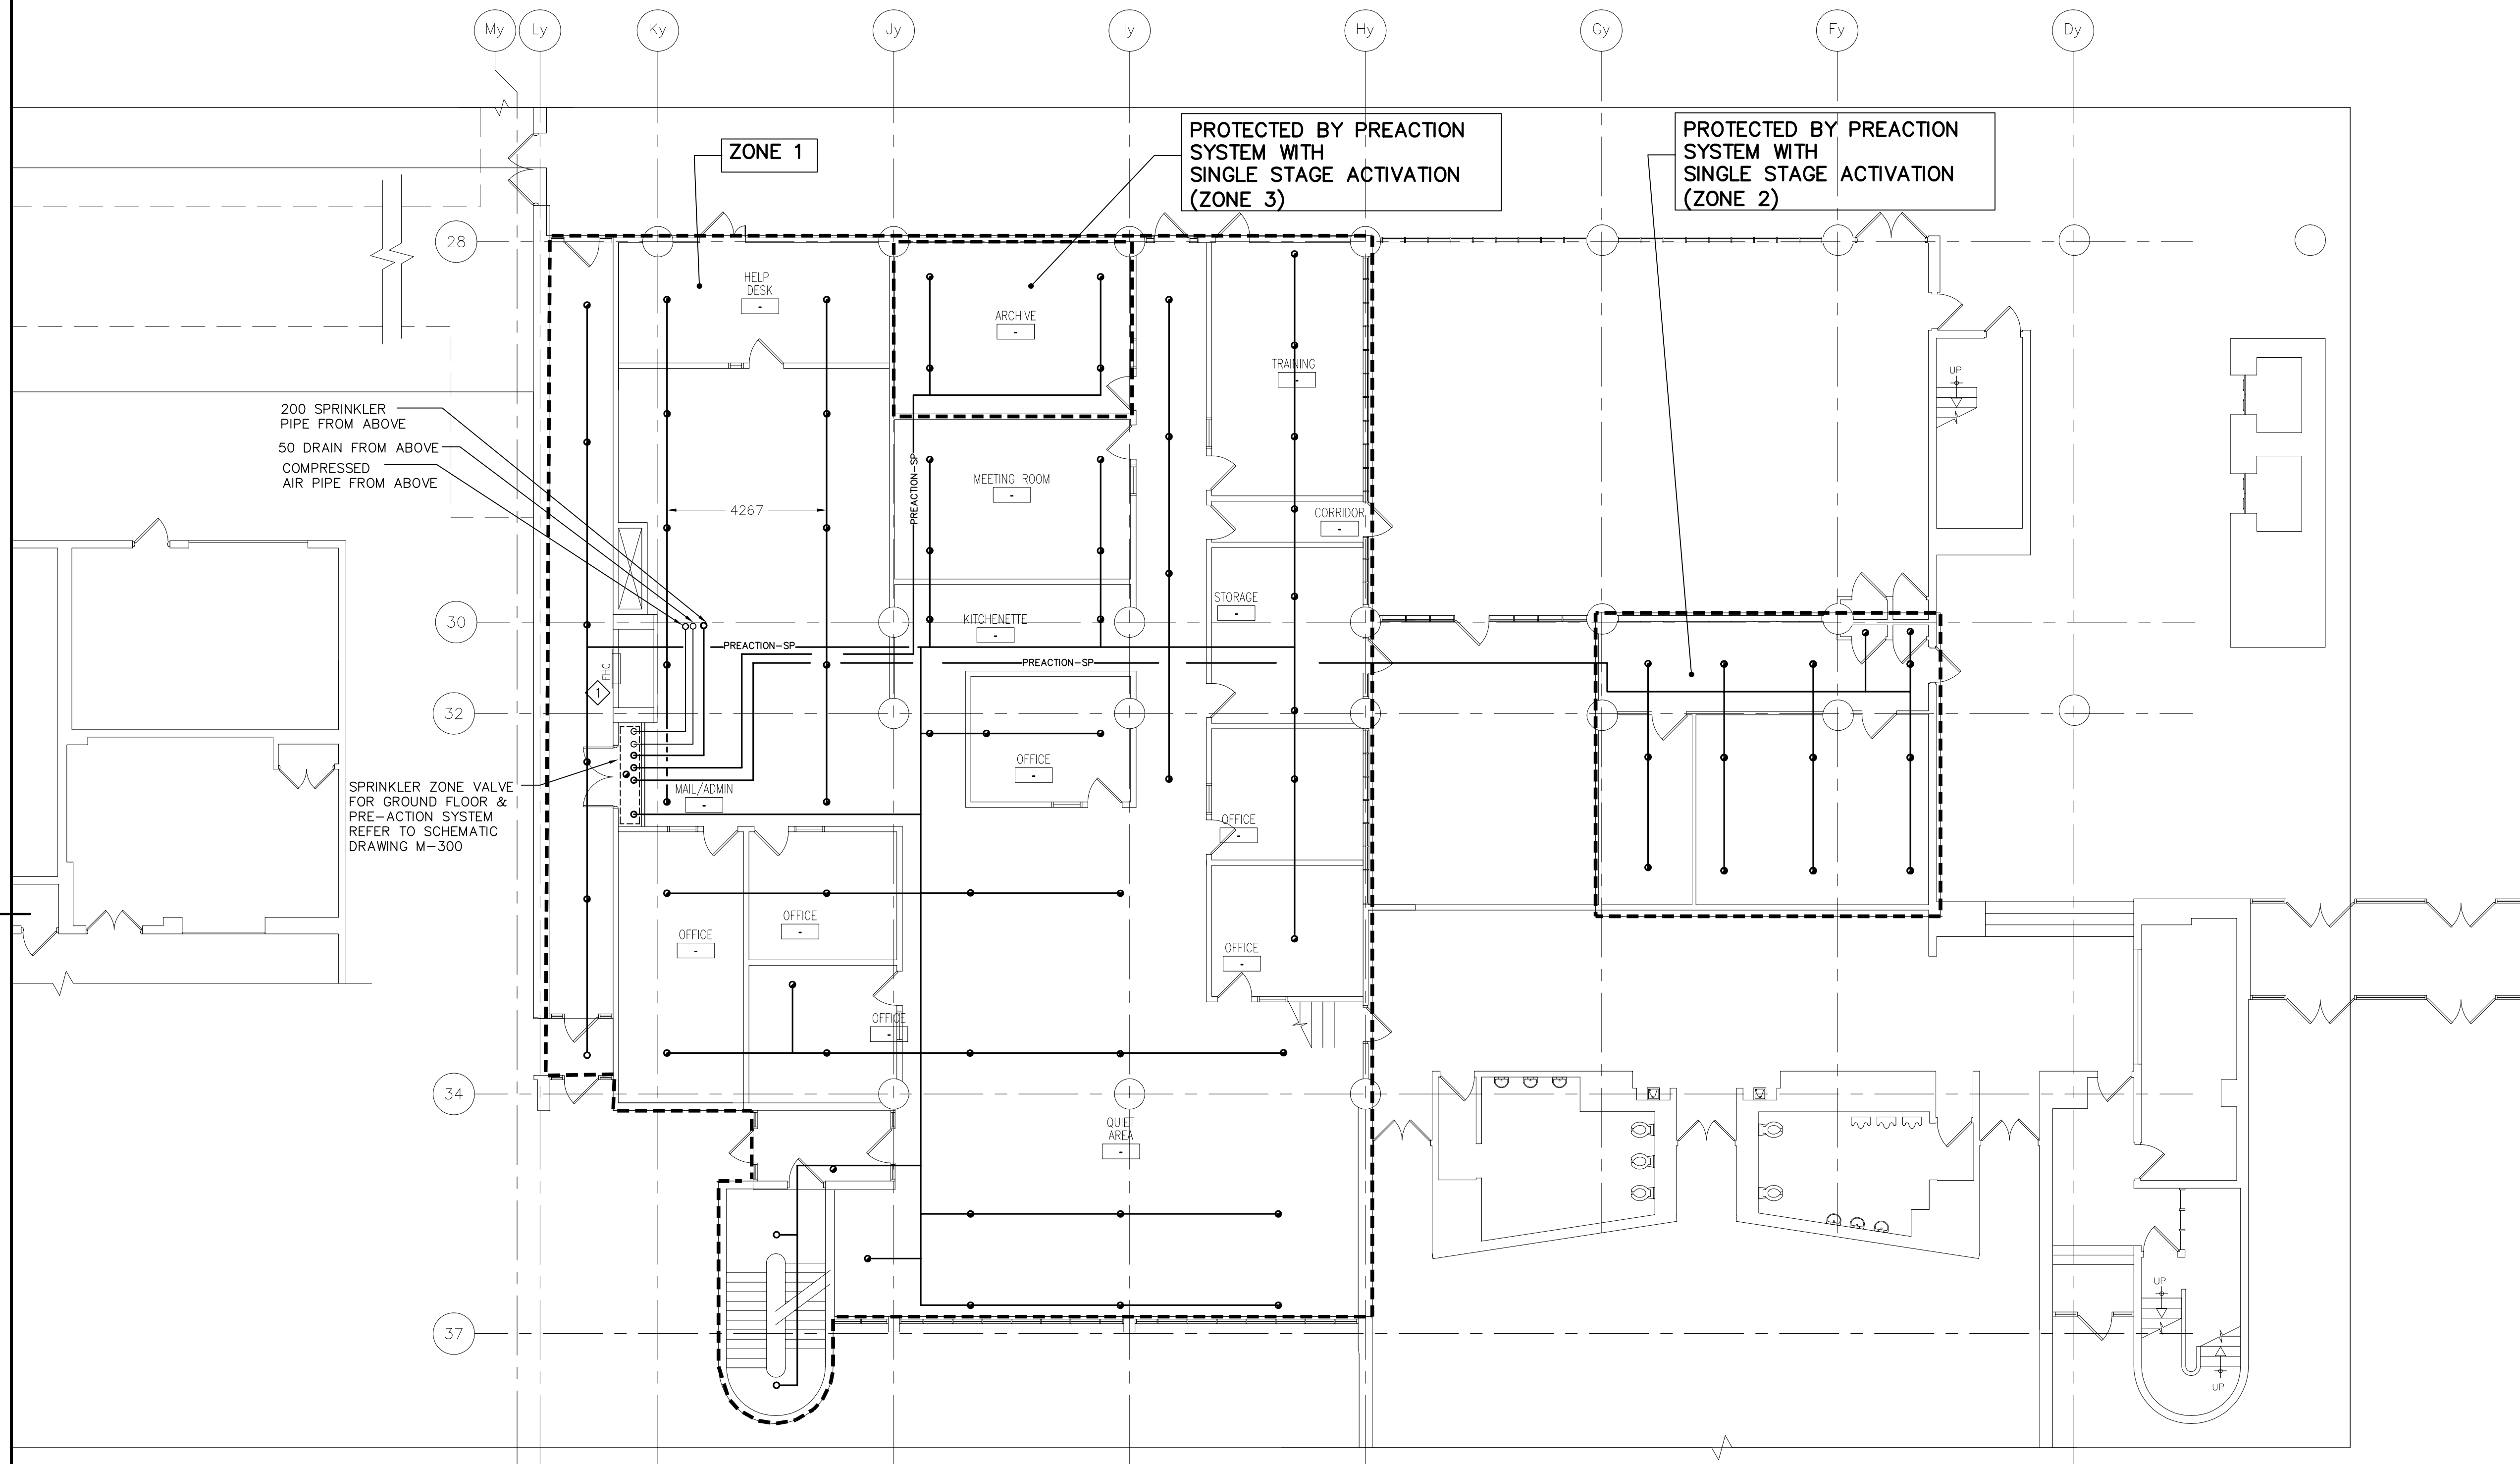 My
Ly
Ky
Jy
Iy
Hy
Gy
Fy
Dy
ZONE 1
PROTECTED BY PREACTION
SYSTEM WITH
SINGLE STAGE ACTIVATION
(ZONE 3)
PROTECTED BY PREACTION
SYSTEM WITH
SINGLE STAGE ACTIVATION
(ZONE 2)
28
HELP
DESK
-
ARCHIVE
-
TRAINING
-
UP
200 SPRINKLER
PIPE FROM ABOVE
50 DRAIN FROM ABOVE
COMPRESSED
AIR PIPE FROM ABOVE
PREACTION-SP
MEETING ROOM
-
4267
CORRIDOR
-
STORAGE
-
30
KITCHENETTE
-
PREACTION-SP
PREACTION-SP
FHC
1
32
OFFICE
-
SPRINKLER ZONE VALVE
FOR GROUND FLOOR &
PRE-ACTION SYSTEM
REFER TO SCHEMATIC
DRAWING M-300
MAIL/ADMIN
-
OFFICE
-
OFFICE
-
OFFICE
-
OFFICE
-
OFFICE
-
34
QUIET
AREA
-
37
UP
UP